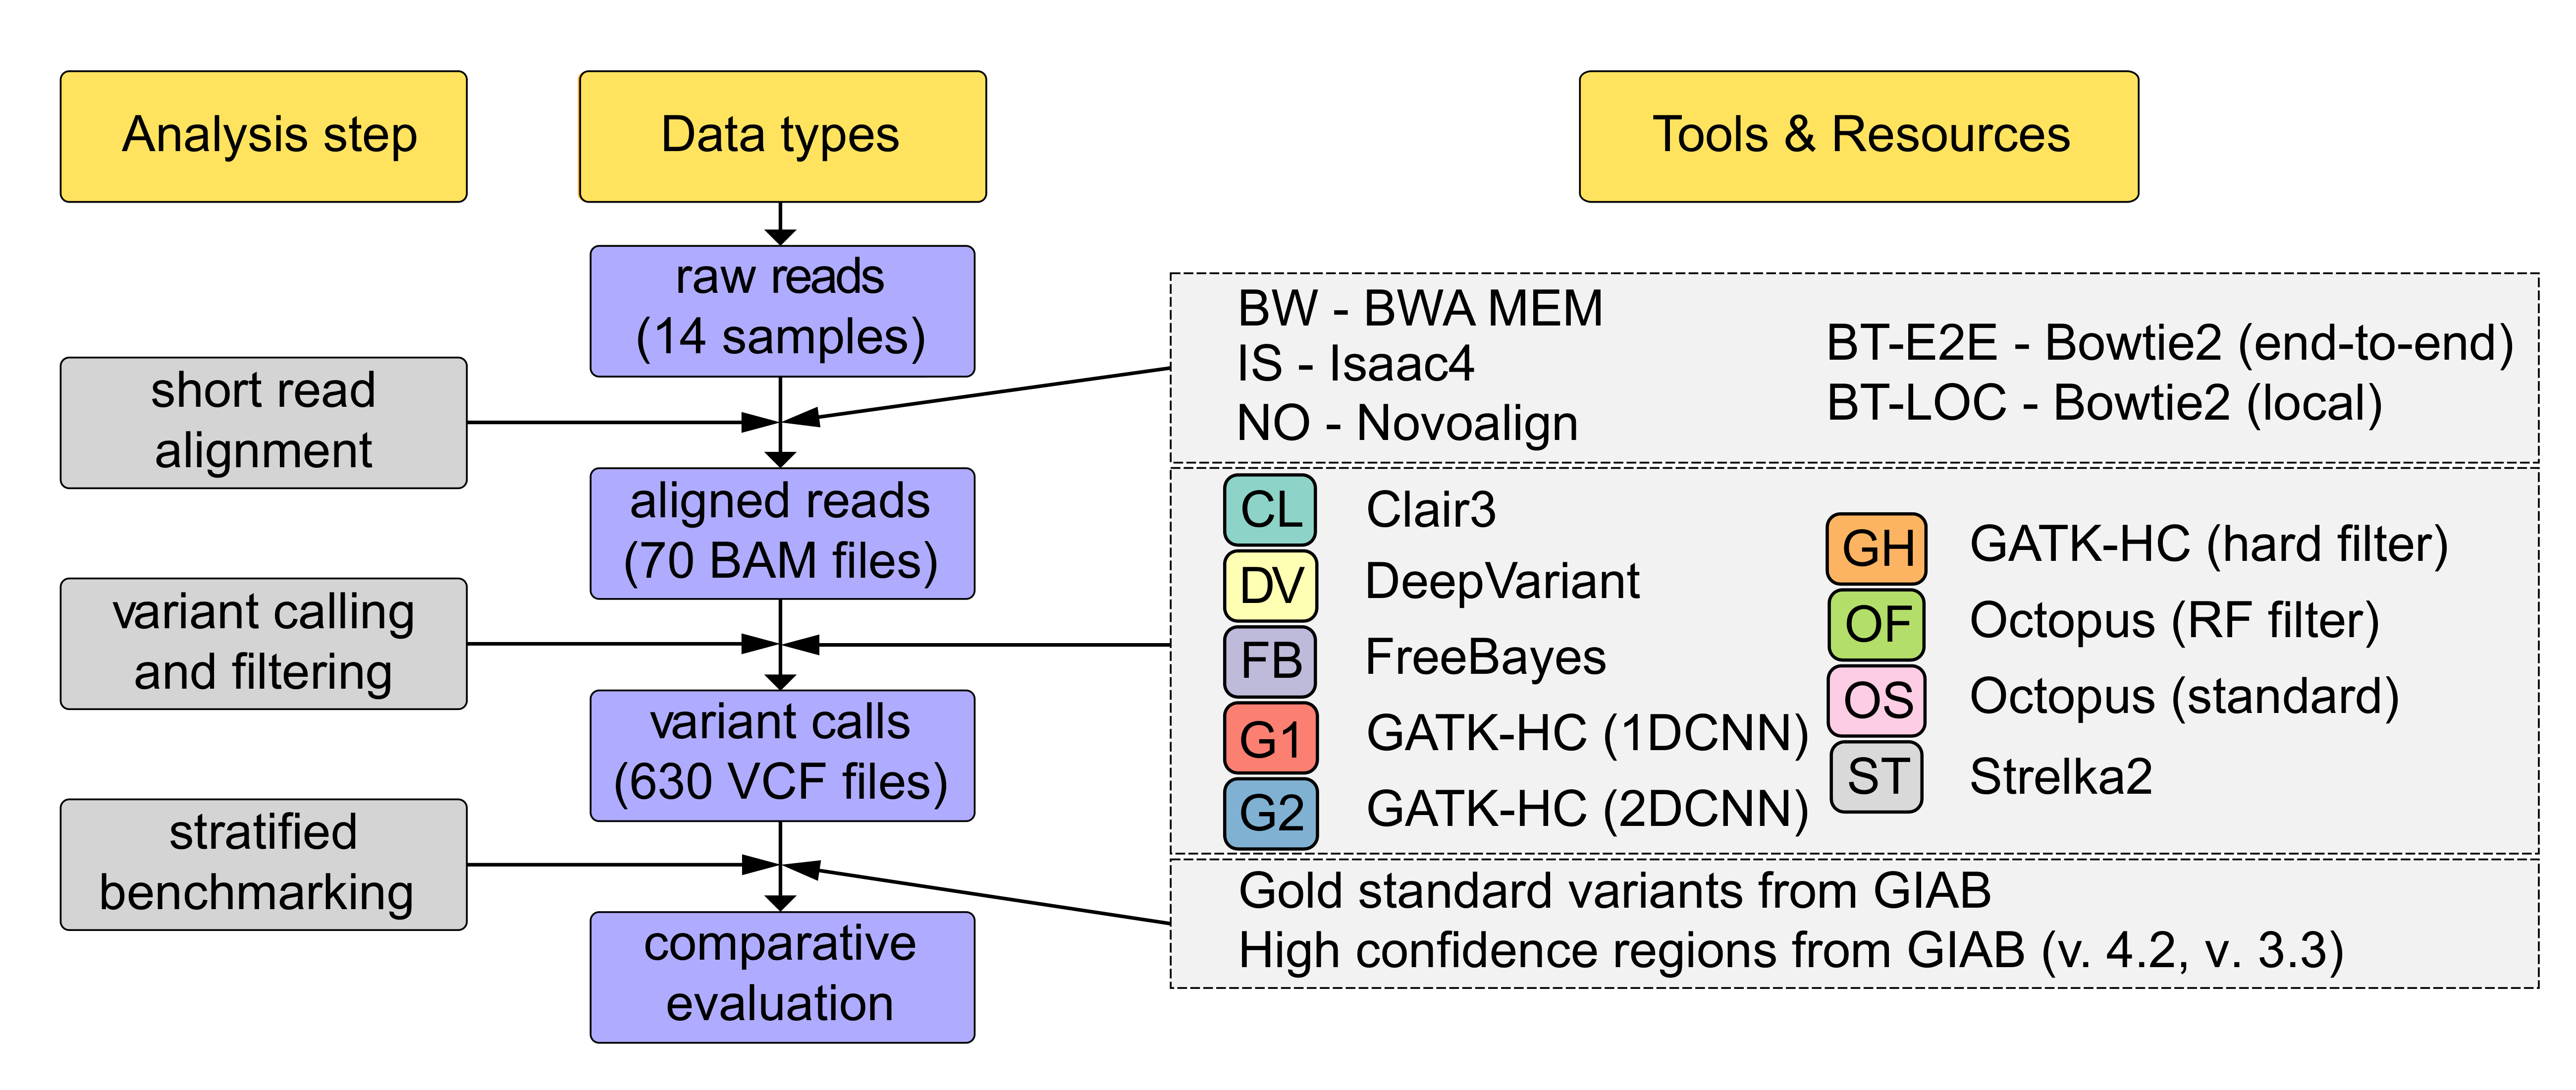 Analysis step
Data types
Tools & Resources
raw reads
(14 samples)
short read
alignment
BW - BWA MEM
IS - Isaac4
NO - Novoalign
BT-E2E - Bowtie2 (end-to-end)
BT-LOC - Bowtie2 (local)
aligned reads
(70 BAM files)
variant calling
and filtering
CL Clair3
DV DeepVariant
FB FreeBayes
G1 GATK-HC (1DCNN)
G2 GATK-HC (2DCNN)
GH GATK-HC (hard filter)
OF Octopus (RF filter)
OS Octopus (standard)
ST Strelka2
variant calls
(630 VCF files)
stratified
benchmarking
Gold standard variants from GIAB
High confidence regions from GIAB (v. 4.2, v. 3.3)
comparative
evaluation